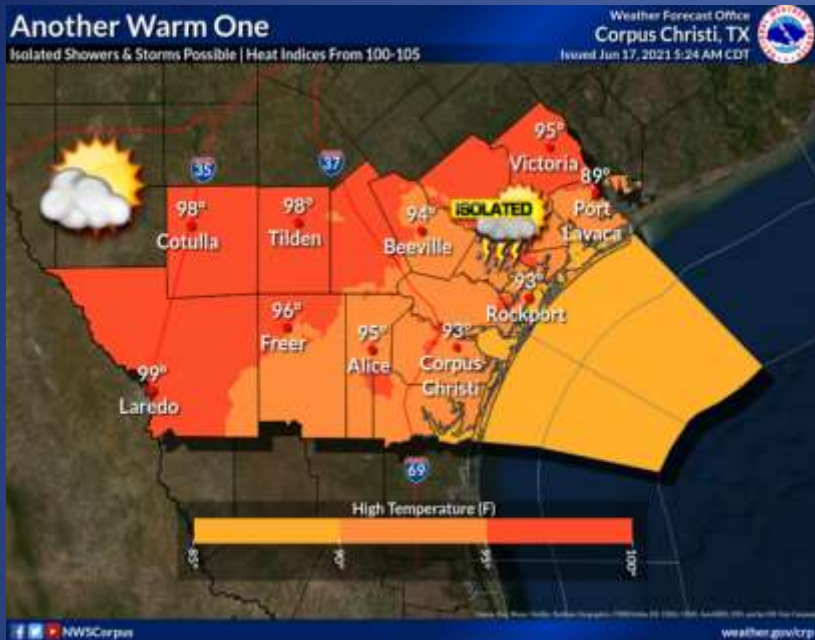 Another Warm One
Isolated Showers & Storms Possible | Heat Indices From 100-105
Weather Forecast Office
Corpus Christi, TX
Issued Jun 17, 2021 5:24 AM CDT
95°
Victoria
35
37
89°
Port
Lavaca
98°
Cotulla
98°
Tilden
94°
Beeville
ISOLATED
93°
Rockport
96°
Freer
95°
Alice
93°
Corpus
Christi
99°
Laredo
69
High Temperature (F)
85°
90°
95°
100°
NWSCorpus
weather.gov/crp